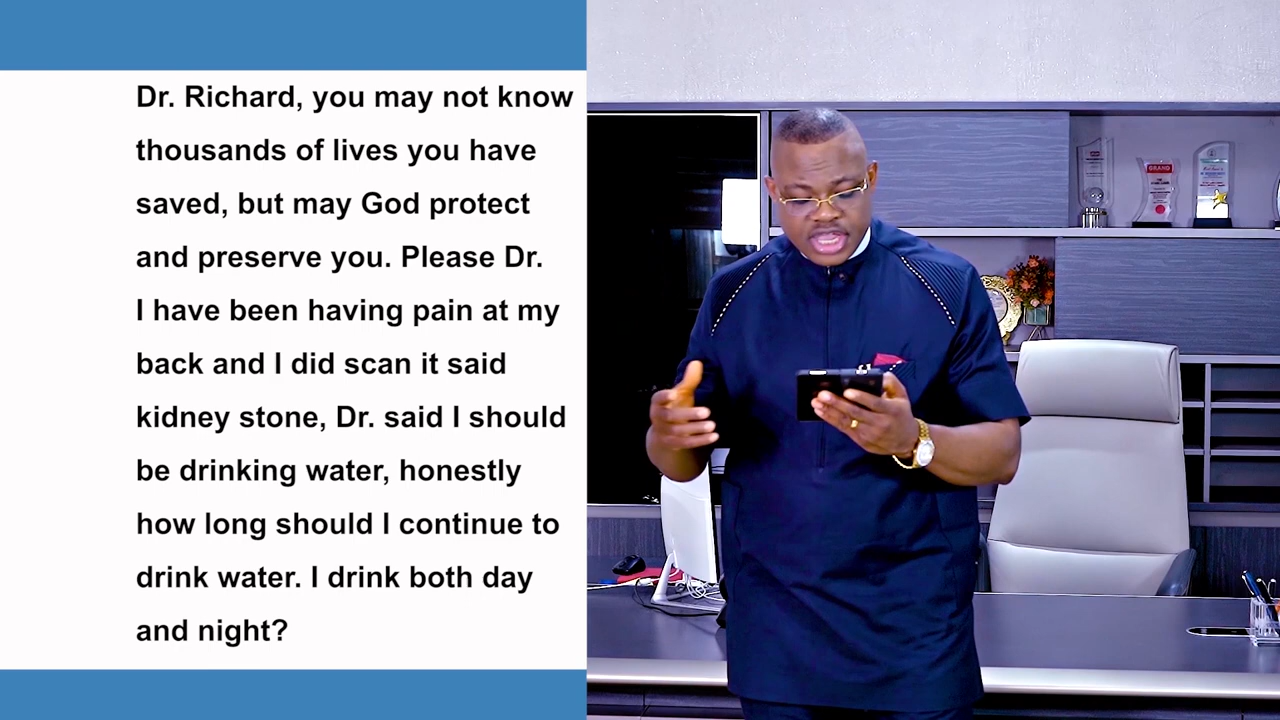 Dr. Richard, you may not know
thousands of lives you have
saved, but may God protect
and preserve you. Please Dr.
I have been having pain at my
back and I did scan it said
kidney stone, Dr. said I should
be drinking water, honestly
how long should I continue to
drink water. I drink both day
and night?
GRAND